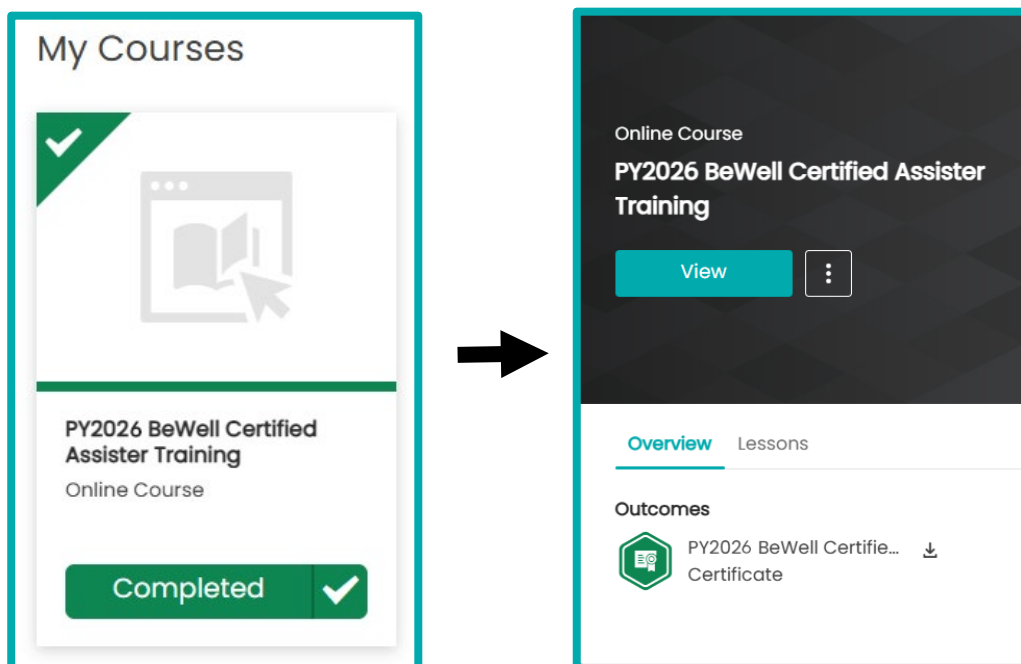 My Courses
PY2026 BeWell Certified
Assister Training
Online Course
Completed
Online Course
PY2026 BeWell Certified Assister
Training
View
Overview Lessons
Outcomes
PY2026 BeWell Certifie...
Certificate